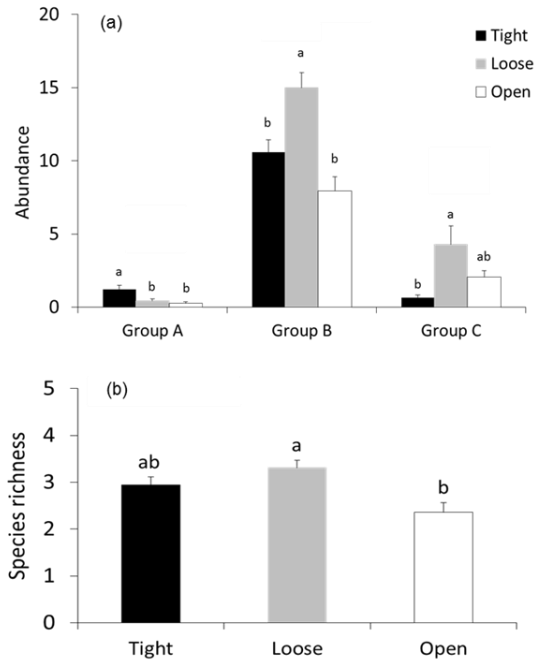 (a)
20
15
10
5
0
Abundance
Tight
Loose
Open
a
b
b
b
a
b
b
a
ab
Group A
Group B
Group C
(b)
5
4
3
2
1
0
Species richness
ab
a
b
Tight
Loose
Open